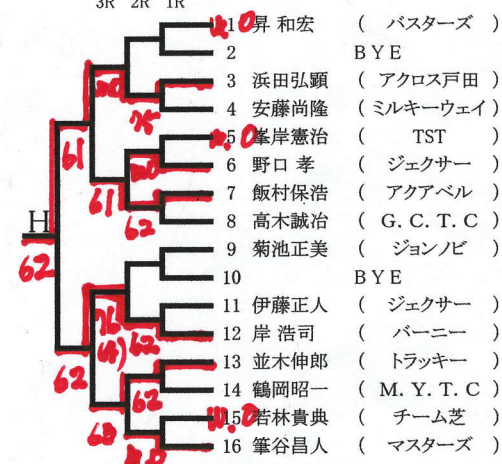 3R 2R 1R
1 昇 和宏 ( バスターズ )
2 BYE
3 浜田弘顕 ( アクロス戸田 )
4 安藤尚隆 ( ミルキーウェイ )
5 峯岸憲治 ( TST )
6 野口 孝 ( ジェクサー )
7 飯村保浩 ( アクアベル )
8 高木誠治 ( G.C.T.C )
9 菊池正美 ( ジョンノビ )
10 BYE
11 伊藤正人 ( ジェクサー )
12 岸 浩司 ( バーニー )
13 並木伸郎 ( トラッキー )
14 鶴岡昭一 ( M.Y.T.C )
15 若林貴典 ( チーム芝 )
16 筆谷昌人 ( マスターズ )
H
w.o
w.o
w.o
75
61
61
62
62
76
(4)
62
62
62
60